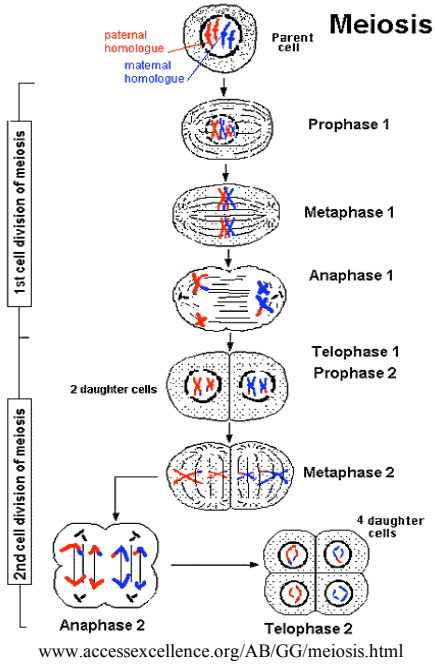 Meiosis
paternal
homologue
maternal
homologue
Parent
cell
1st cell division of meiosis
Prophase 1
Metaphase 1
Anaphase 1
Telophase 1
Prophase 2
2 daughter cells
2nd cell division of meiosis
Metaphase 2
4 daughter
cells
Anaphase 2
Telophase 2
www.accessexcellence.org/AB/GG/meiosis.html